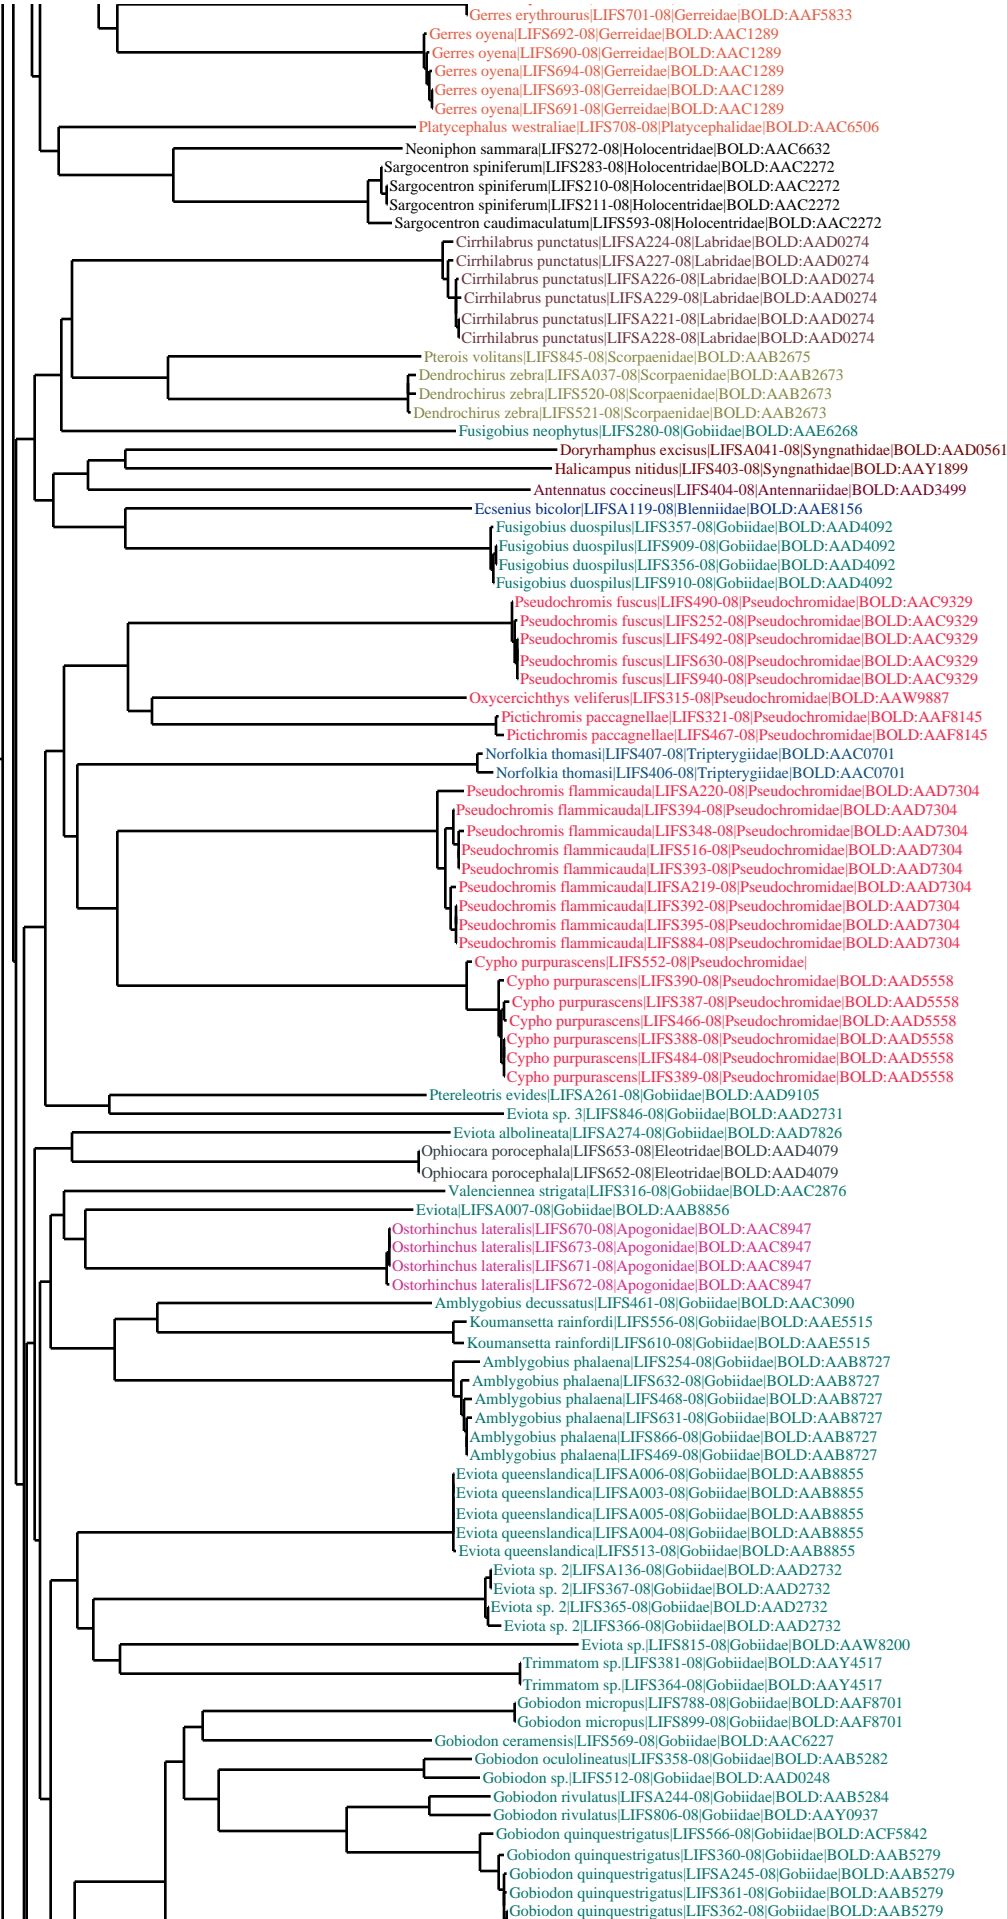 Gerres erythrourus|LIFS701-08|Gerreidae|BOLD:AAF5833
Gerres oyena|LIFS692-08|Gerreidae|BOLD:AAC1289
Gerres oyena|LIFS690-08|Gerreidae|BOLD:AAC1289
Gerres oyena|LIFS694-08|Gerreidae|BOLD:AAC1289
Gerres oyena|LIFS693-08|Gerreidae|BOLD:AAC1289
Gerres oyena|LIFS691-08|Gerreidae|BOLD:AAC1289
Platycephalus westraliae|LIFS708-08|Platycephalidae|BOLD:AAC6506
Neoniphon sammara|LIFS272-08|Holocentridae|BOLD:AAC6632
Sargocentron spiniferum|LIFS283-08|Holocentridae|BOLD:AAC2272
Sargocentron spiniferum|LIFS210-08|Holocentridae|BOLD:AAC2272
Sargocentron spiniferum|LIFS211-08|Holocentridae|BOLD:AAC2272
Sargocentron caudimaculatum|LIFS593-08|Holocentridae|BOLD:AAC2272
Cirrhilabrus punctatus|LIFSA224-08|Labridae|BOLD:AAD0274
Cirrhilabrus punctatus|LIFSA227-08|Labridae|BOLD:AAD0274
Cirrhilabrus punctatus|LIFSA226-08|Labridae|BOLD:AAD0274
Cirrhilabrus punctatus|LIFSA229-08|Labridae|BOLD:AAD0274
Cirrhilabrus punctatus|LIFSA221-08|Labridae|BOLD:AAD0274
Cirrhilabrus punctatus|LIFSA228-08|Labridae|BOLD:AAD0274
Pterois volitans|LIFS845-08|Scorpaenidae|BOLD:AAB2675
Dendrochirus zebra|LIFSA037-08|Scorpaenidae|BOLD:AAB2673
Dendrochirus zebra|LIFS520-08|Scorpaenidae|BOLD:AAB2673
Dendrochirus zebra|LIFS521-08|Scorpaenidae|BOLD:AAB2673
Fusigobius neophytus|LIFS280-08|Gobiidae|BOLD:AAE6268
Doryrhamphus excisus|LIFSA041-08|Syngnathidae|BOLD:AAD0561
Halicampus nitidus|LIFS403-08|Syngnathidae|BOLD:AAY1899
Antennatus coccineus|LIFS404-08|Antennariidae|BOLD:AAD3499
Ecsenius bicolor|LIFSA119-08|Blenniidae|BOLD:AAE8156
Fusigobius duospilus|LIFS357-08|Gobiidae|BOLD:AAD4092
Fusigobius duospilus|LIFS909-08|Gobiidae|BOLD:AAD4092
Fusigobius duospilus|LIFS356-08|Gobiidae|BOLD:AAD4092
Fusigobius duospilus|LIFS910-08|Gobiidae|BOLD:AAD4092
Pseudochromis fuscus|LIFS490-08|Pseudochromidae|BOLD:AAC9329
Pseudochromis fuscus|LIFS252-08|Pseudochromidae|BOLD:AAC9329
Pseudochromis fuscus|LIFS492-08|Pseudochromidae|BOLD:AAC9329
Pseudochromis fuscus|LIFS630-08|Pseudochromidae|BOLD:AAC9329
Pseudochromis fuscus|LIFS940-08|Pseudochromidae|BOLD:AAC9329
Oxycercichthys veliferus|LIFS315-08|Pseudochromidae|BOLD:AAW9887
Pictichromis paccagnellae|LIFS321-08|Pseudochromidae|BOLD:AAF8145
Pictichromis paccagnellae|LIFS467-08|Pseudochromidae|BOLD:AAF8145
Norfolkia thomasi|LIFS407-08|Tripterygiidae|BOLD:AAC0701
Norfolkia thomasi|LIFS406-08|Tripterygiidae|BOLD:AAC0701
Pseudochromis flammicauda|LIFSA220-08|Pseudochromidae|BOLD:AAD7304
Pseudochromis flammicauda|LIFS394-08|Pseudochromidae|BOLD:AAD7304
Pseudochromis flammicauda|LIFS348-08|Pseudochromidae|BOLD:AAD7304
Pseudochromis flammicauda|LIFS516-08|Pseudochromidae|BOLD:AAD7304
Pseudochromis flammicauda|LIFS393-08|Pseudochromidae|BOLD:AAD7304
Pseudochromis flammicauda|LIFSA219-08|Pseudochromidae|BOLD:AAD7304
Pseudochromis flammicauda|LIFS392-08|Pseudochromidae|BOLD:AAD7304
Pseudochromis flammicauda|LIFS395-08|Pseudochromidae|BOLD:AAD7304
Pseudochromis flammicauda|LIFS884-08|Pseudochromidae|BOLD:AAD7304
Cypho purpurascens|LIFS552-08|Pseudochromidae|
Cypho purpurascens|LIFS390-08|Pseudochromidae|BOLD:AAD5558
Cypho purpurascens|LIFS387-08|Pseudochromidae|BOLD:AAD5558
Cypho purpurascens|LIFS466-08|Pseudochromidae|BOLD:AAD5558
Cypho purpurascens|LIFS388-08|Pseudochromidae|BOLD:AAD5558
Cypho purpurascens|LIFS484-08|Pseudochromidae|BOLD:AAD5558
Cypho purpurascens|LIFS389-08|Pseudochromidae|BOLD:AAD5558
Ptereleotris evides|LIFSA261-08|Gobiidae|BOLD:AAD9105
Eviota sp. 3|LIFS846-08|Gobiidae|BOLD:AAD2731
Eviota albolineata|LIFSA274-08|Gobiidae|BOLD:AAD7826
Ophiocara porocephala|LIFS653-08|Eleotridae|BOLD:AAD4079
Ophiocara porocephala|LIFS652-08|Eleotridae|BOLD:AAD4079
Valenciennea strigata|LIFS316-08|Gobiidae|BOLD:AAC2876
Eviota|LIFSA007-08|Gobiidae|BOLD:AAB8856
Ostorhinchus lateralis|LIFS670-08|Apogonidae|BOLD:AAC8947
Ostorhinchus lateralis|LIFS673-08|Apogonidae|BOLD:AAC8947
Ostorhinchus lateralis|LIFS671-08|Apogonidae|BOLD:AAC8947
Ostorhinchus lateralis|LIFS672-08|Apogonidae|BOLD:AAC8947
Amblygobius decussatus|LIFS461-08|Gobiidae|BOLD:AAC3090
Koumansetta rainfordi|LIFS556-08|Gobiidae|BOLD:AAE5515
Koumansetta rainfordi|LIFS610-08|Gobiidae|BOLD:AAE5515
Amblygobius phalaena|LIFS254-08|Gobiidae|BOLD:AAB8727
Amblygobius phalaena|LIFS632-08|Gobiidae|BOLD:AAB8727
Amblygobius phalaena|LIFS468-08|Gobiidae|BOLD:AAB8727
Amblygobius phalaena|LIFS631-08|Gobiidae|BOLD:AAB8727
Amblygobius phalaena|LIFS866-08|Gobiidae|BOLD:AAB8727
Amblygobius phalaena|LIFS469-08|Gobiidae|BOLD:AAB8727
Eviota queenslandica|LIFSA006-08|Gobiidae|BOLD:AAB8855
Eviota queenslandica|LIFSA003-08|Gobiidae|BOLD:AAB8855
Eviota queenslandica|LIFSA005-08|Gobiidae|BOLD:AAB8855
Eviota queenslandica|LIFSA004-08|Gobiidae|BOLD:AAB8855
Eviota queenslandica|LIFS513-08|Gobiidae|BOLD:AAB8855
Eviota sp. 2|LIFSA136-08|Gobiidae|BOLD:AAD2732
Eviota sp. 2|LIFS367-08|Gobiidae|BOLD:AAD2732
Eviota sp. 2|LIFS365-08|Gobiidae|BOLD:AAD2732
Eviota sp. 2|LIFS366-08|Gobiidae|BOLD:AAD2732
Eviota sp.|LIFS815-08|Gobiidae|BOLD:AAW8200
Trimmatom sp.|LIFS381-08|Gobiidae|BOLD:AAY4517
Trimmatom sp.|LIFS364-08|Gobiidae|BOLD:AAY4517
Gobiodon micropus|LIFS788-08|Gobiidae|BOLD:AAF8701
Gobiodon micropus|LIFS899-08|Gobiidae|BOLD:AAF8701
Gobiodon ceramensis|LIFS569-08|Gobiidae|BOLD:AAC6227
Gobiodon oculolineatus|LIFS358-08|Gobiidae|BOLD:AAB5282
Gobiodon sp.|LIFS512-08|Gobiidae|BOLD:AAD0248
Gobiodon rivulatus|LIFSA244-08|Gobiidae|BOLD:AAB5284
Gobiodon rivulatus|LIFS806-08|Gobiidae|BOLD:AAY0937
Gobiodon quinquestrigatus|LIFS566-08|Gobiidae|BOLD:ACF5842
Gobiodon quinquestrigatus|LIFS360-08|Gobiidae|BOLD:AAB5279
Gobiodon quinquestrigatus|LIFSA245-08|Gobiidae|BOLD:AAB5279
Gobiodon quinquestrigatus|LIFS361-08|Gobiidae|BOLD:AAB5279
Gobiodon quinquestrigatus|LIFS362-08|Gobiidae|BOLD:AAB5279